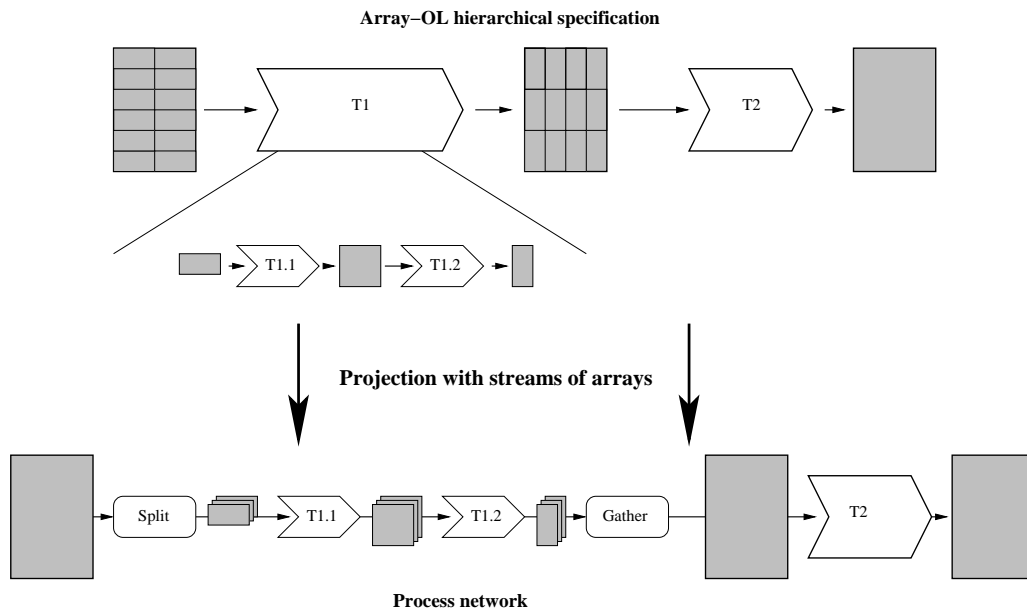 Array–OL hierarchical specification
T1
T2
T1.1
T1.2
Projection with streams of arrays
Split
T1.1
T1.2
Gather
T2
Process network